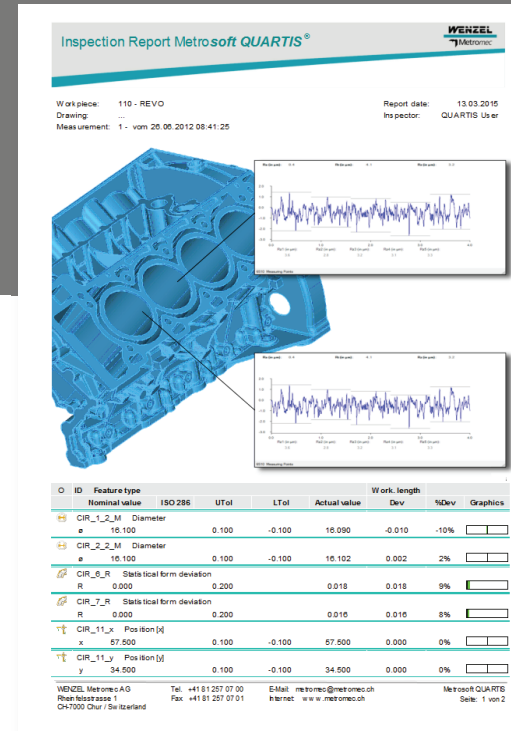 Inspection Report Metrosoft QUARTIS®
WENZEL
Metromec
Workpiece: 110 - REVO
Report date: 13.03.2015
Drawing: ...
Inspector: QUARTIS User
Measurement: 1 - vom 26.06.2012 08:41:25
O ID Feature type Work. length
Nominal value ISO 286 UTol LTol Actual value Dev %Dev Graphics
CIR_1_2_M Diameter
ø 16.100 0.100 -0.100 16.090 -0.010 -10%
CIR_2_2_M Diameter
ø 16.100 0.100 -0.100 16.102 0.002 2%
CIR_6_R Statistical form deviation
R 0.000 0.200 0.018 0.018 9%
CIR_7_R Statistical form deviation
R 0.000 0.200 0.016 0.016 8%
CIR_11_x Position [x]
x 57.500 0.100 -0.100 57.500 0.000 0%
CIR_11_y Position [y]
y 34.500 0.100 -0.100 34.500 0.000 0%
WENZEL Metromec AG Tel. +41 81 257 07 00 E-Mail: metromec@metromec.ch Metrosoft QUARTIS
Rheinfelsstrasse 1 Fax +41 81 257 07 01 Internet: www.metromec.ch Seite: 1 von 2
CH-7000 Chur / Switzerland